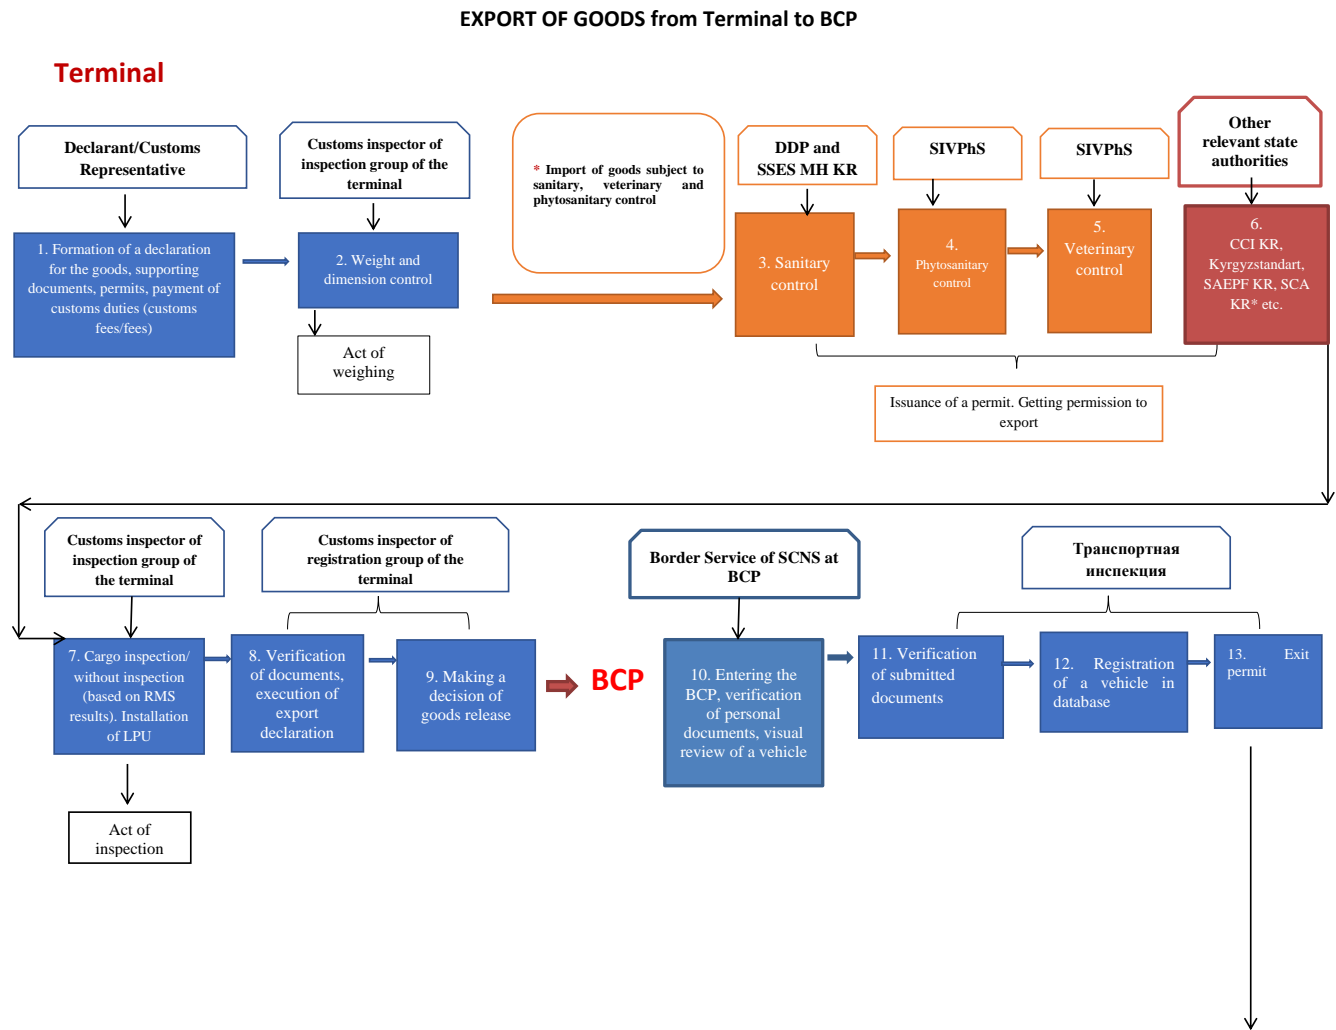 EXPORT OF GOODS from Terminal to BCP
Terminal
Declarant/Customs
Representative
Customs inspector of
inspection group of the
terminal
* Import of goods subject to
sanitary, veterinary and
phytosanitary control
DDP and
SSES MH KR
SIVPhS
SIVPhS
Other
relevant state
authorities
1. Formation of a declaration
for the goods, supporting
documents, permits, payment of
customs duties (customs
fees/fees)
2. Weight and
dimension control
3. Sanitary
control
4.
Phytosanitary
control
5.
Veterinary
control
6.
CCI KR,
Kyrgyzstandart,
SAEPF KR, SCA
KR* etc.
Act of
weighing
Issuance of a permit. Getting permission to
export
Customs inspector of
inspection group of
the terminal
Customs inspector of
registration group of the
terminal
Border Service of SCNS at
BCP
Транспортная
инспекция
7. Cargo inspection/
without inspection
(based on RMS
results). Installation
of LPU
8. Verification
of documents,
execution of
export
declaration
9. Making a
decision of
goods release
BCP
10. Entering the
BCP, verification
of personal
documents, visual
review of a vehicle
11. Verification
of submitted
documents
12. Registration
of a vehicle in
database
13. Exit
permit
Act of
inspection